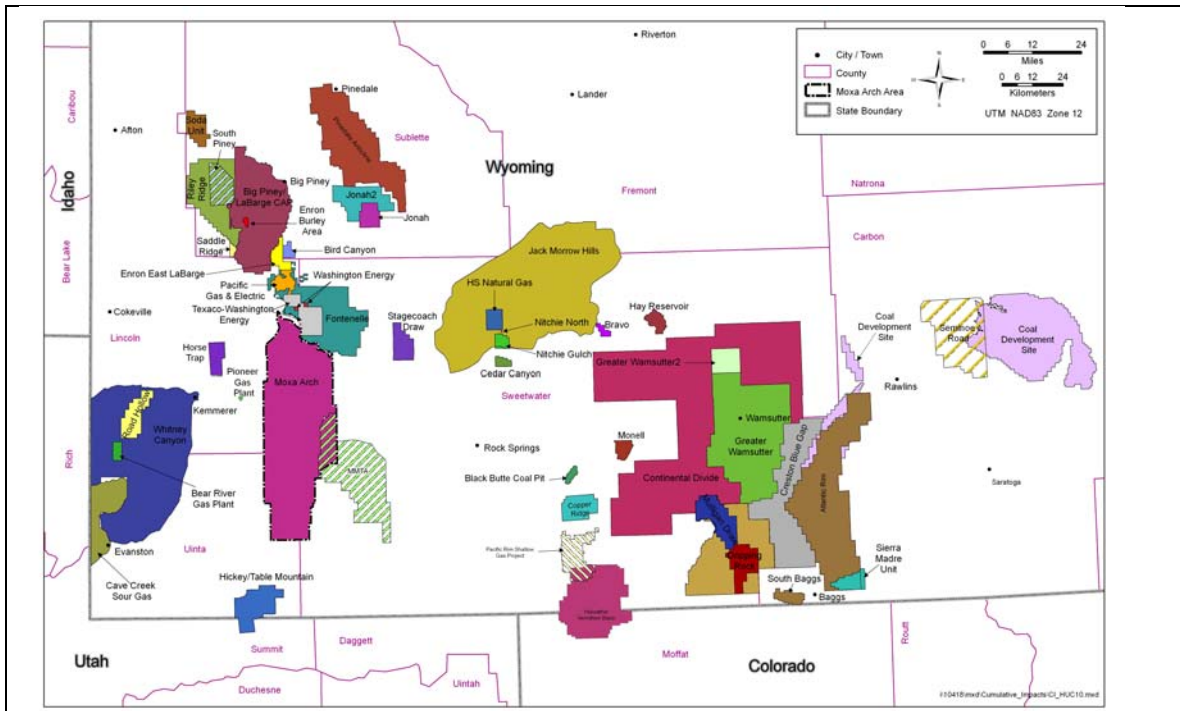 Riverton
City / Town
County
Moxa Arch Area
State Boundary
0 6 12 24
Miles
0 6 12 24
Kilometers
UTM NAD83 Zone 12
Caribou
Afton
Soda
Unit
South
Piney
Pinedale
Lander
Sublette
Wyoming
Idaho
Riley
Ridge
Big Piney
Big Piney/
LaBarge CAP
Jonah2
Jonah
Fremont
Natrona
Enron
Burley
Area
Saddle
Ridge
Bird Canyon
Carbon
Bear Lake
Enron East LaBarge
Washington Energy
Jack Morrow Hills
Pacific
Gas & Electric
HS Natural Gas
Hay Reservoir
Coal
Development
Site
Seminoe
Road
Coal
Development
Site
Texaco-Washington
Energy
Fontenelle
Stagecoach
Draw
Nitchie North
Bravo
Cokeville
Lincoln
Horse
Trap
Nitchie Gulch
Greater Wamsutter2
Cedar Canyon
Rawlins
Pioneer
Gas
Plant
Moxa Arch
Sweetwater
Kemmerer
Road Hollow
Whitney
Canyon
Wamsutter
Rich
Rock Springs
Monell
Greater
Wamsutter
Creston Blue Gap
MMTA
Black Butte Coal Pit
Continental Divide
Atlantic Rim
Saratoga
Bear River
Gas Plant
Copper
Ridge
Evanston
Uinta
Pacific Rim Shallow
Gas Project
Sierra
Madre
Unit
Cave Creek
Sour Gas
Hickey/Table Mountain
South Baggs
Baggs
Utah
Summit
Daggett
Moffat
Routt
Colorado
Duchesne
Uintah